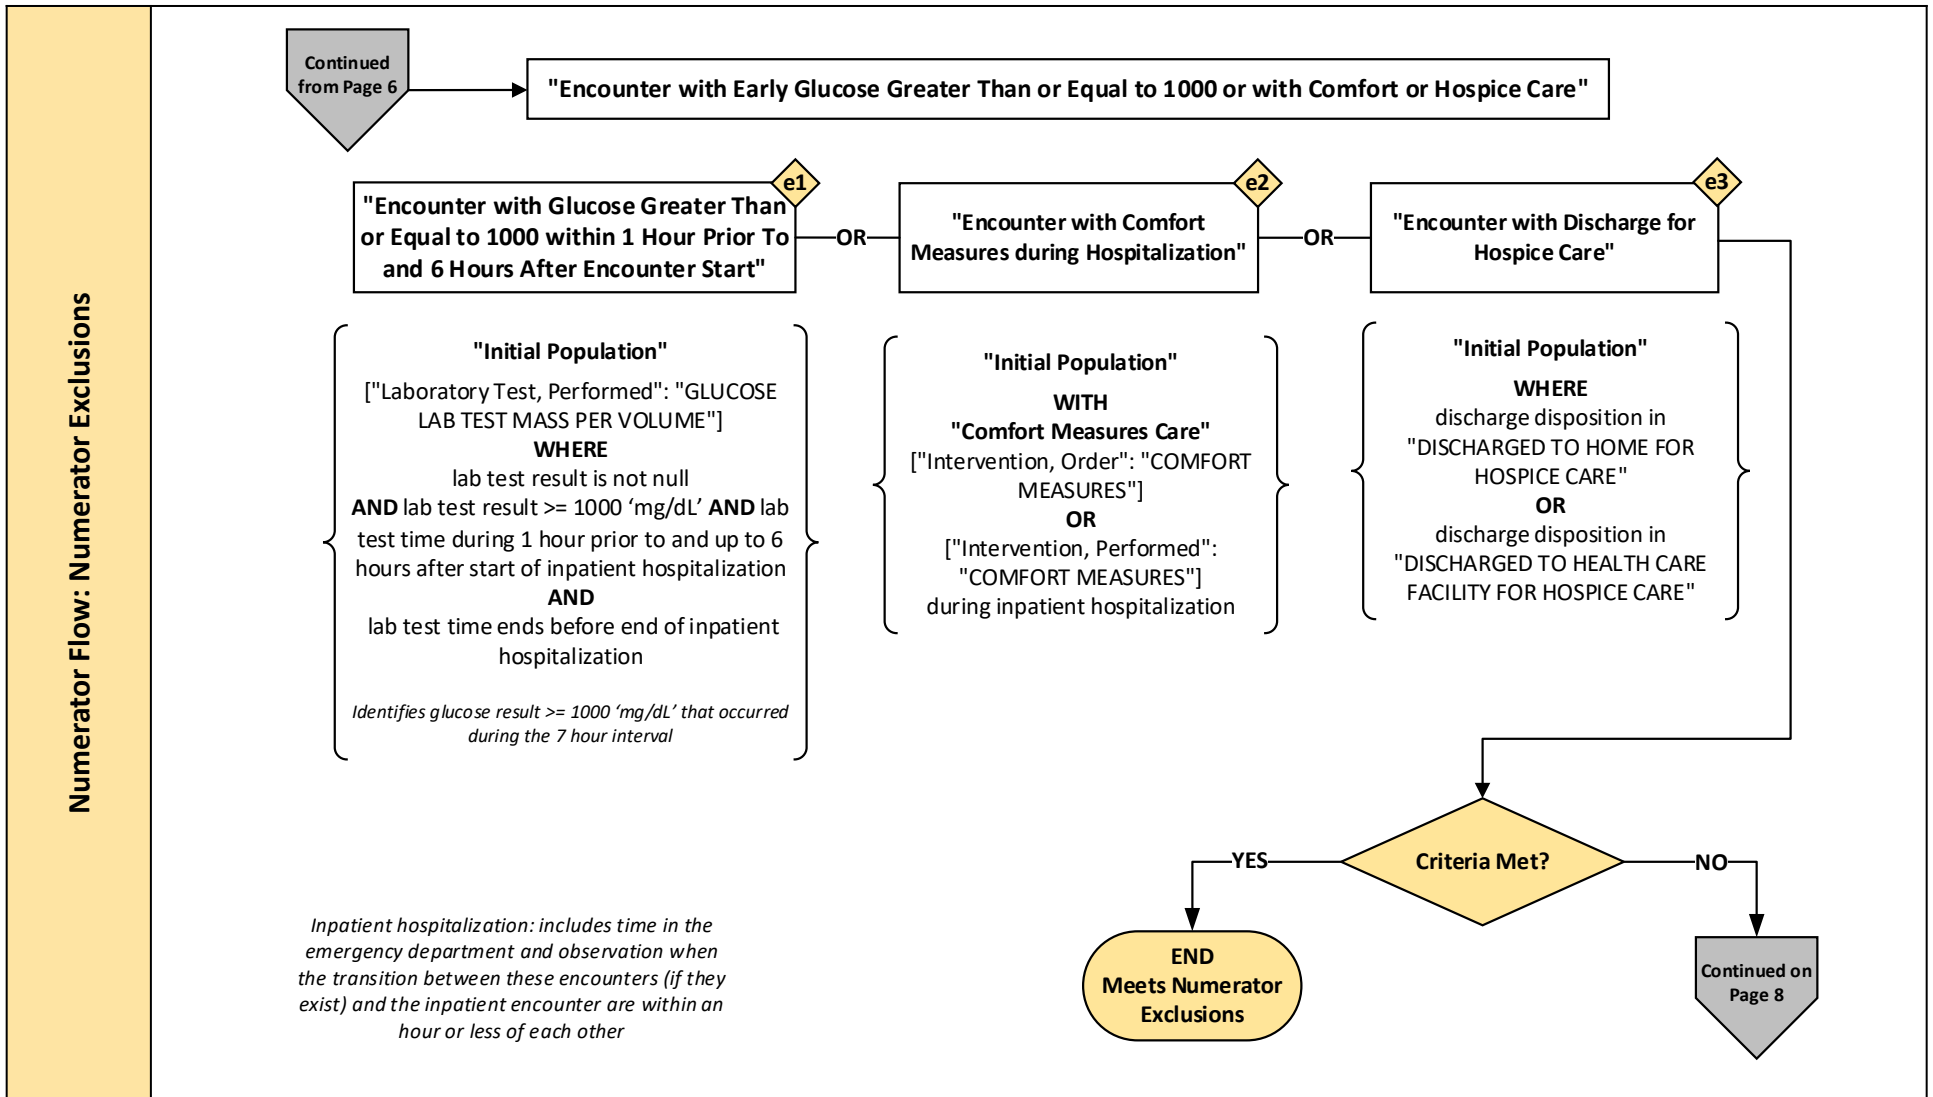 Numerator Flow: Numerator Exclusions
Continued
from Page 6
"Encounter with Early Glucose Greater Than or Equal to 1000 or with Comfort or Hospice Care"
e1
"Encounter with Glucose Greater Than
or Equal to 1000 within 1 Hour Prior To
and 6 Hours After Encounter Start"
OR
e2
"Encounter with Comfort
Measures during Hospitalization"
OR
e3
"Encounter with Discharge for
Hospice Care"
"Initial Population"
["Laboratory Test, Performed": "GLUCOSE
LAB TEST MASS PER VOLUME"]
WHERE
lab test result is not null
AND lab test result >= 1000 ‘mg/dL’ AND lab
test time during 1 hour prior to and up to 6
hours after start of inpatient hospitalization
AND
lab test time ends before end of inpatient
hospitalization
Identifies glucose result >= 1000 ‘mg/dL’ that occurred
during the 7 hour interval
"Initial Population"
WITH
"Comfort Measures Care"
["Intervention, Order": "COMFORT
MEASURES"]
OR
["Intervention, Performed":
"COMFORT MEASURES"]
during inpatient hospitalization
"Initial Population"
WHERE
discharge disposition in
"DISCHARGED TO HOME FOR
HOSPICE CARE"
OR
discharge disposition in
"DISCHARGED TO HEALTH CARE
FACILITY FOR HOSPICE CARE"
Criteria Met?
YES
NO
END
Meets Numerator
Exclusions
Continued on
Page 8
Inpatient hospitalization: includes time in the
emergency department and observation when
the transition between these encounters (if they
exist) and the inpatient encounter are within an
hour or less of each other